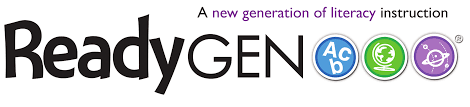 A new generation of literacy instruction
ReadyGEN Acb ®